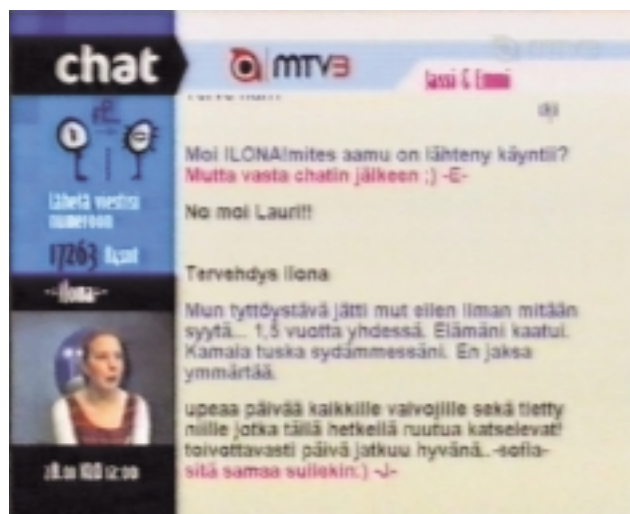 chat
MTV3
Jassi & Emmi
Moi ILONA!mites aamu on lähteny käyntii?
Mutta vasta chatin jälkeen ;) -E-
No moi Lauri!!
Tervehdys Ilona
Mun tyttöystävä jätti mut eilen ilman mitään
syytä... 1,5 vuotta yhdessä. Elämäni kaatui.
Kamala tuska sydämmessäni. En jaksa
ymmärtää.
upeaa päivää kaikkille valvojille sekä tietty
niille jotka tällä hetkellä ruutua katselevat!
toivottavasti päivä jatkuu hyvänä..-sofia-
sitä samaa sullekin:) -J-
lähetä viestisi
numeroon
17263
-Ilona-
KLO 12:00